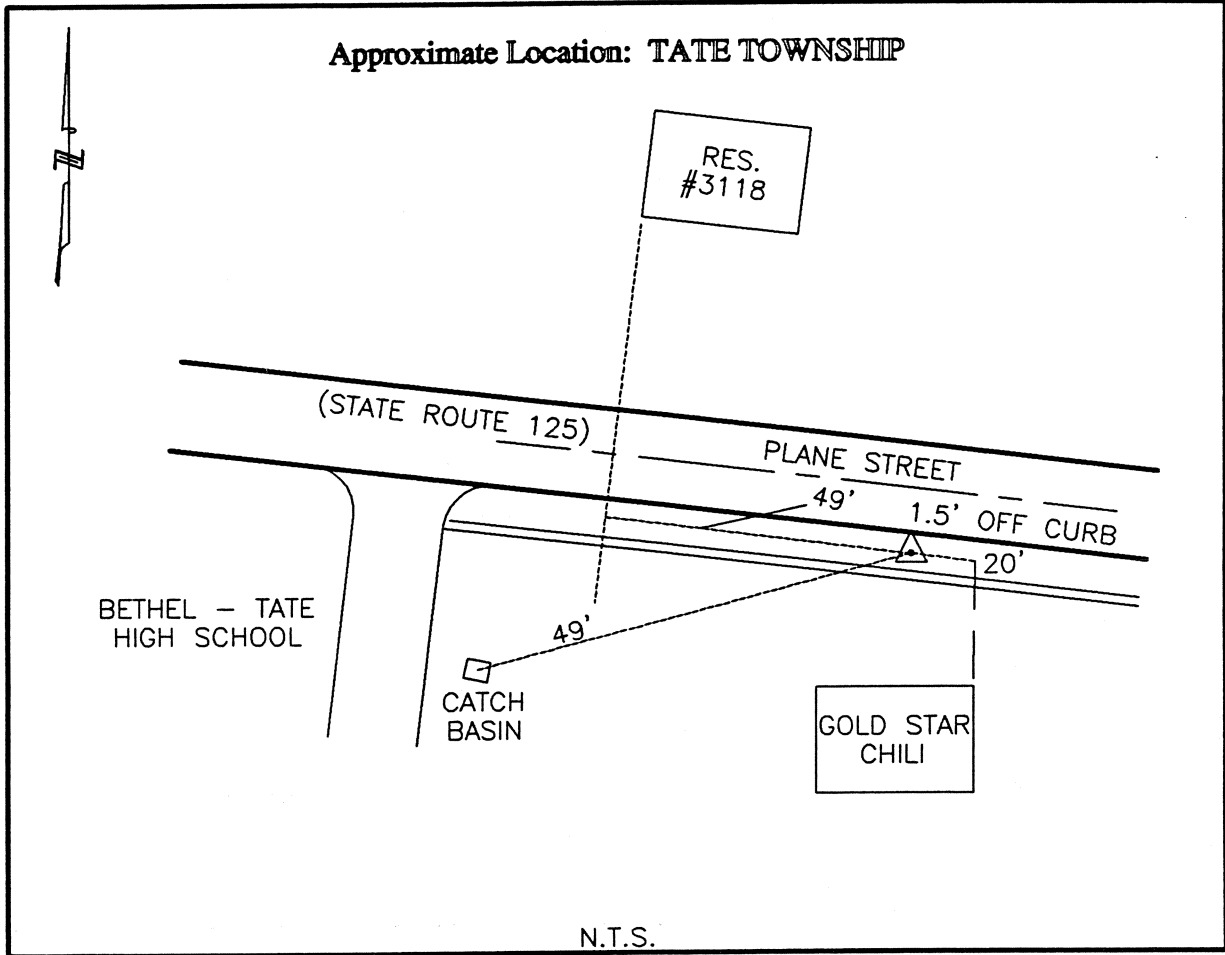 Approximate Location: TATE TOWNSHIP
N
RES.
#3118
(STATE ROUTE 125)
PLANE STREET
49'
1.5' OFF CURB
20'
BETHEL – TATE
HIGH SCHOOL
49'
CATCH
BASIN
GOLD STAR
CHILI
N.T.S.